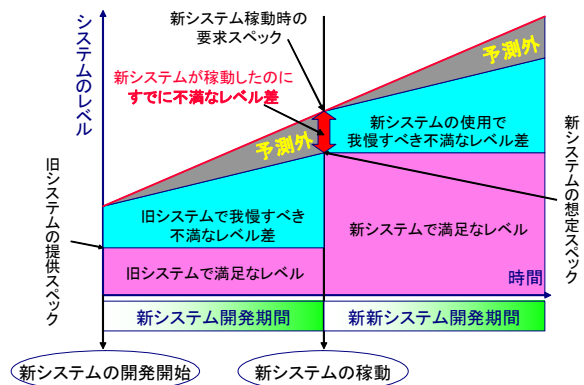 システムのレベル
新システム稼動時の
要求スペック
新システムが稼動したのに
すでに不満なレベル差
予測外
予測外
新システムの使用で
我慢すべき不満なレベル差
新システムの想定スペック
旧システムの提供スペック
旧システムで我慢すべき
不満なレベル差
新システムで満足なレベル
旧システムで満足なレベル
時間
新システム開発期間
新新システム開発期間
新システムの開発開始
新システムの稼動